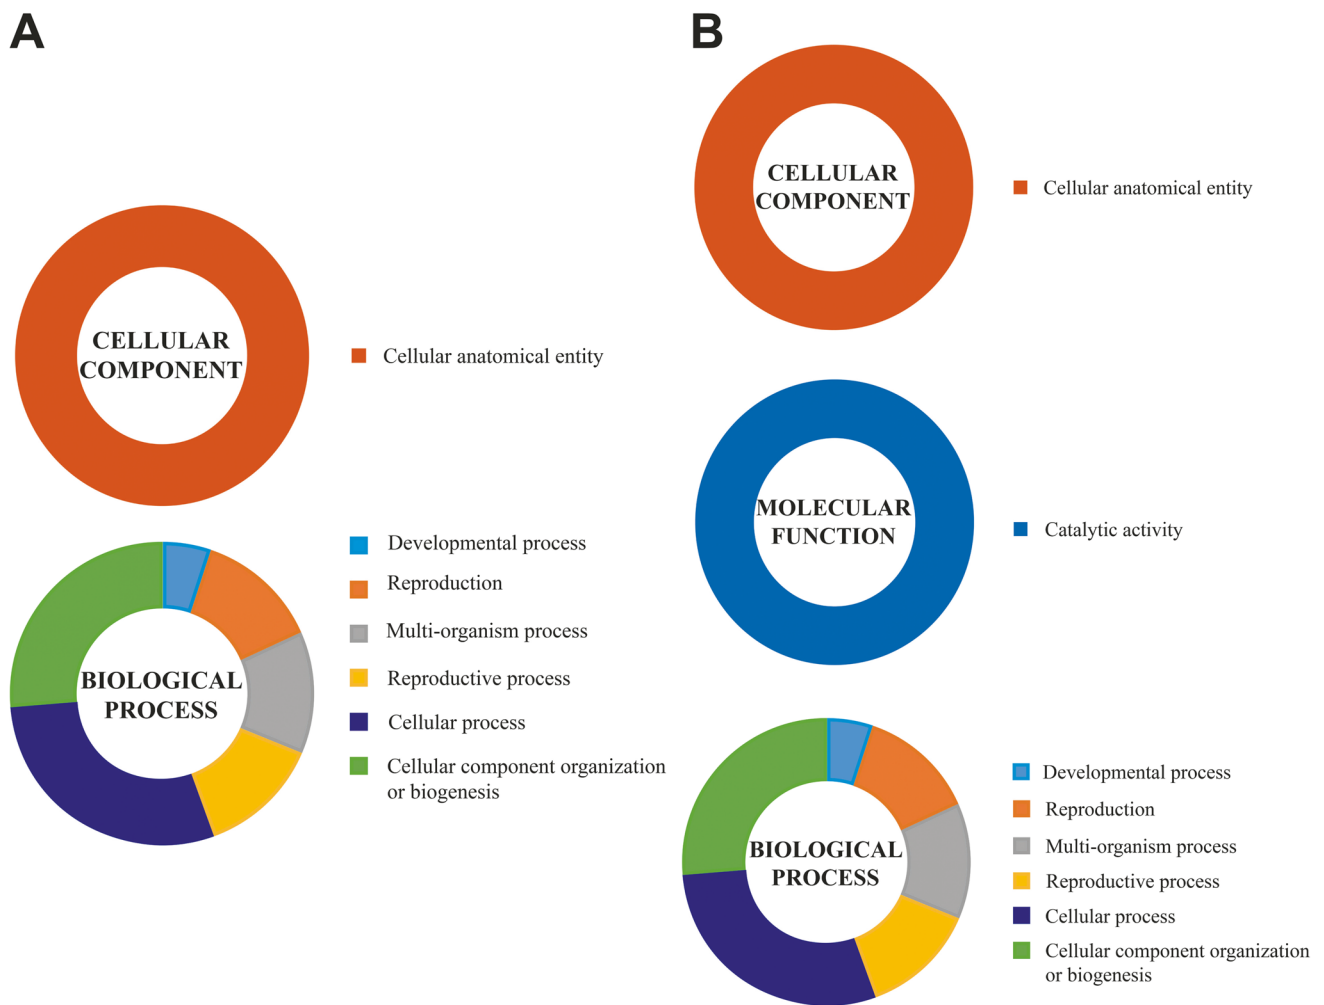 A
CELLULAR
COMPONENT
Cellular anatomical entity
BIOLOGICAL
PROCESS
Developmental process
Reproduction
Multi-organism process
Reproductive process
Cellular process
Cellular component organization
or biogenesis
B
CELLULAR
COMPONENT
Cellular anatomical entity
MOLECULAR
FUNCTION
Catalytic activity
BIOLOGICAL
PROCESS
Developmental process
Reproduction
Multi-organism process
Reproductive process
Cellular process
Cellular component organization
or biogenesis